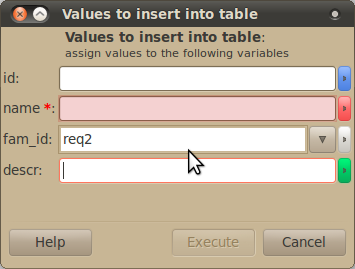 Values to insert into table
Values to insert into table:
assign values to the following variables
id:
name *:
fam_id: req2
descr:
Help Execute Cancel